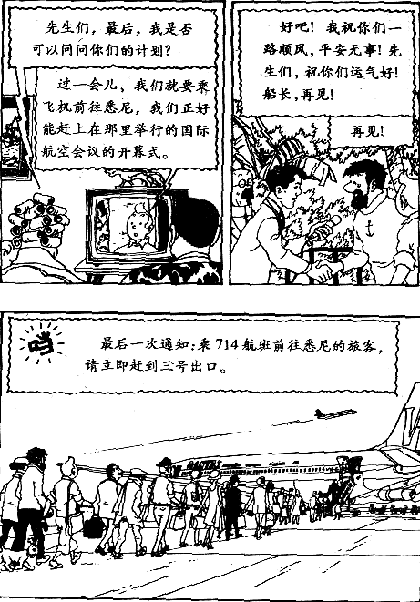 先生们，最后，我是否
可以问问你们的计划？
过一会儿，我们就要乘
飞机前往悉尼，我们正好
能赶上在那里举行的国际
航空会议的开幕式。
好吧！我祝你们一
路顺风，平安无事！先
生们，祝你们运气好！
船长，再见！
再见！
最后一次通知：乘714航班前往悉尼的旅客，
请立即赶到三号出口。